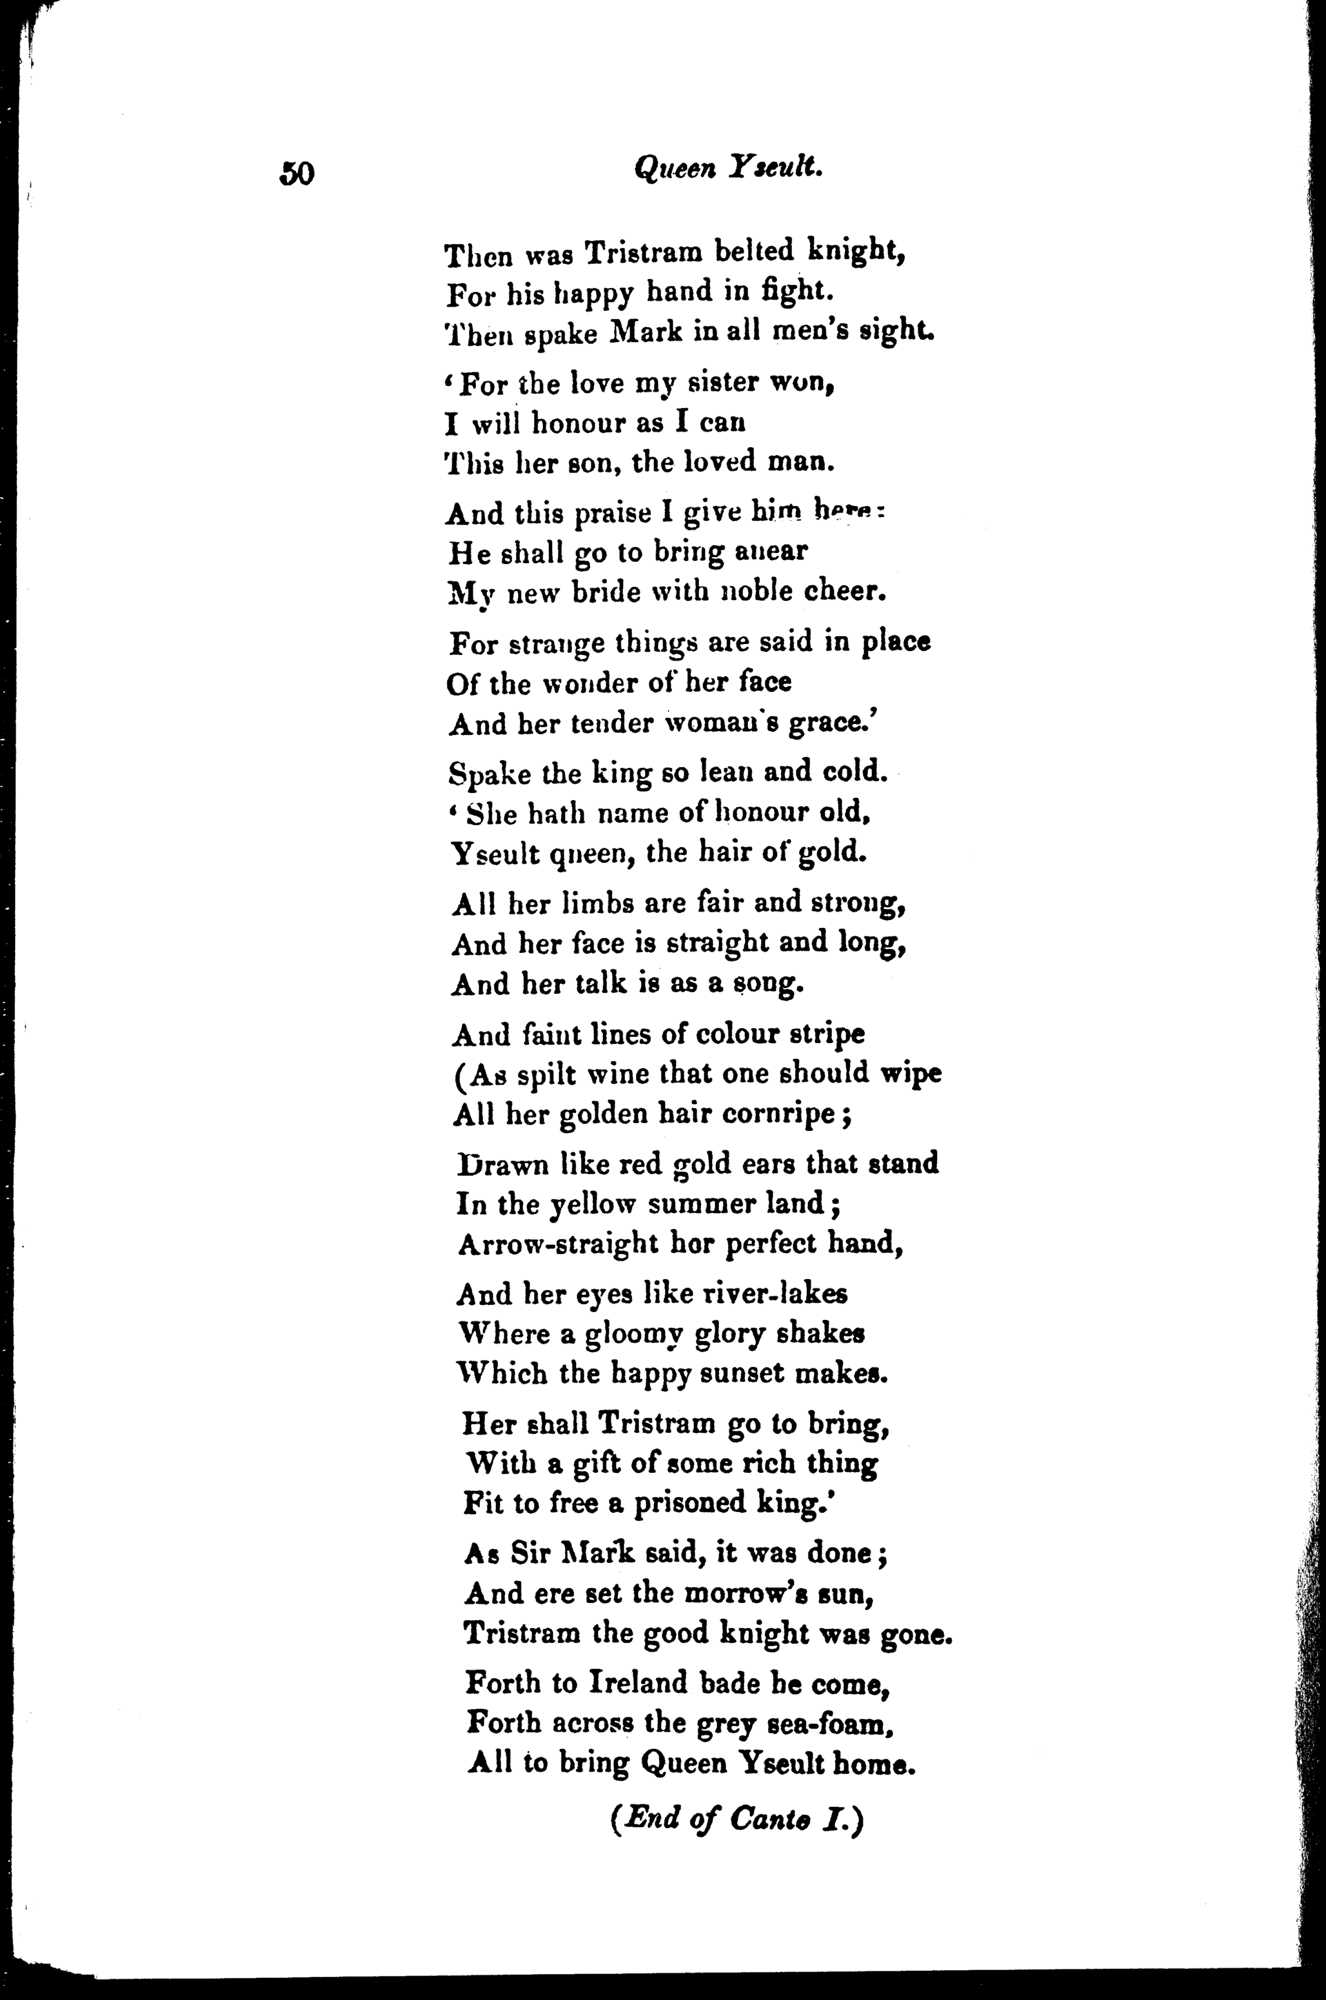 50
Queen Yseult.
Then was Tristram belted knight,
For his happy hand in fight.
Then spake Mark in all men's sight.
‘For the love my sister won,
I will honour as I can
This her son, the loved man.
And this praise I give him here:
He shall go to bring anear
My new bride with noble cheer.
For strange things are said in place
Of the wonder of her face
And her tender woman's grace.’
Spake the king so lean and cold.
‘She hath name of honour old,
Yseult queen, the hair of gold.
All her limbs are fair and strong,
And her face is straight and long,
And her talk is as a song.
And faint lines of colour stripe
(As spilt wine that one should wipe
All her golden hair cornripe;
Drawn like red gold ears that stand
In the yellow summer land;
Arrow-straight her perfect hand,
And her eyes like river-lakes
Where a gloomy glory shakes
Which the happy sunset makes.
Her shall Tristram go to bring,
With a gift of some rich thing
Fit to free a prisoned king.’
As Sir Mark said, it was done;
And ere set the morrow's sun,
Tristram the good knight was gone.
Forth to Ireland bade he come,
Forth across the grey sea-foam,
All to bring Queen Yseult home.
(End of Canto I.)